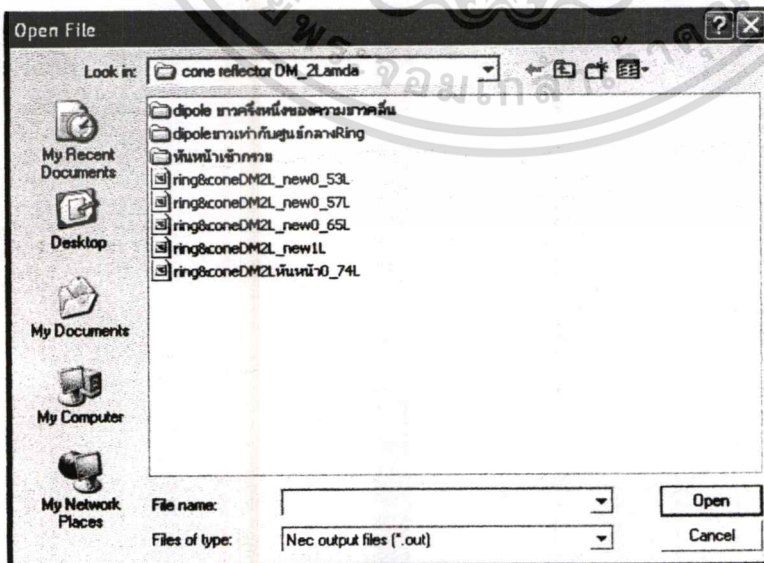 Open File
Look in: cone reflector DM_2Lamda
dipole ยาวครึ่งหนึ่งของความยาวคลื่น
dipoleยาวเท่ากับศูนย์กลางRing
หันหน้าเข้ากรวย
ring&coneDM2L_new0_53L
ring&coneDM2L_new0_57L
ring&coneDM2L_new0_65L
ring&coneDM2L_new1L
ring&coneDM2Lหันหน้า0_74L
My Recent Documents
Desktop
My Documents
My Computer
My Network Places
File name:
Open
Files of type: Nec output files (*.out)
Cancel